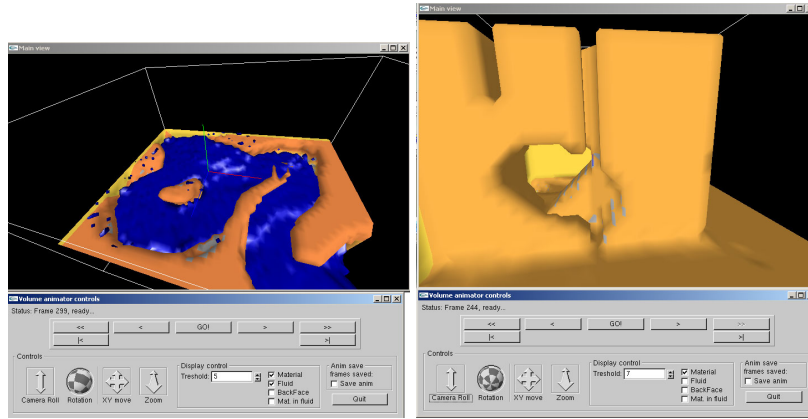 Main view
Volume animator controls
Status: Frame 299, ready...
<< < GO! > >>
|< >|
Controls
Display control
Treshold: 5
Material
Fluid
BackFace
Mat. in fluid
Anim save
frames saved:
Save anim
Quit
Camera Roll Rotation XY move Zoom
Main view
Volume animator controls
Status: Frame 244, ready...
<< < GO! > >>
|< >|
Controls
Display control
Treshold: 7
Material
Fluid
BackFace
Mat. in fluid
Anim save
frames saved:
Save anim
Quit
Camera Roll Rotation XY move Zoom